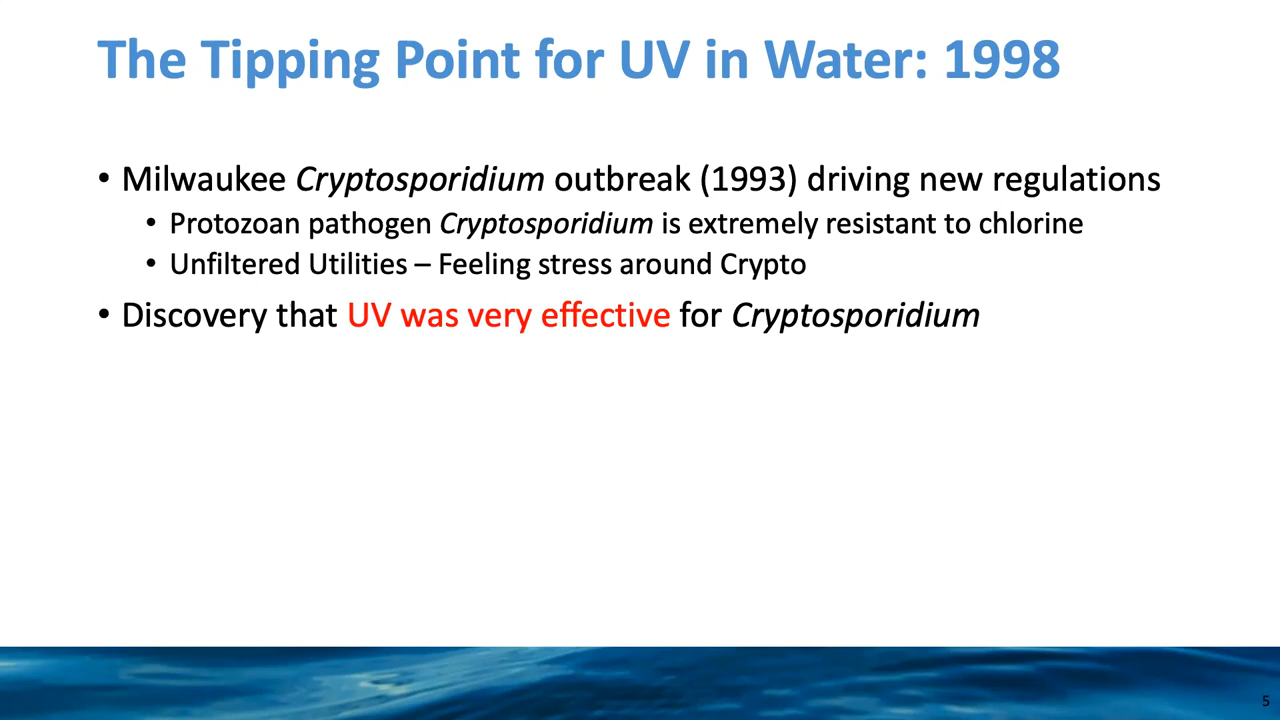 The Tipping Point for UV in Water: 1998
• Milwaukee Cryptosporidium outbreak (1993) driving new regulations
• Protozoan pathogen Cryptosporidium is extremely resistant to chlorine
• Unfiltered Utilities – Feeling stress around Crypto
• Discovery that UV was very effective for Cryptosporidium
5